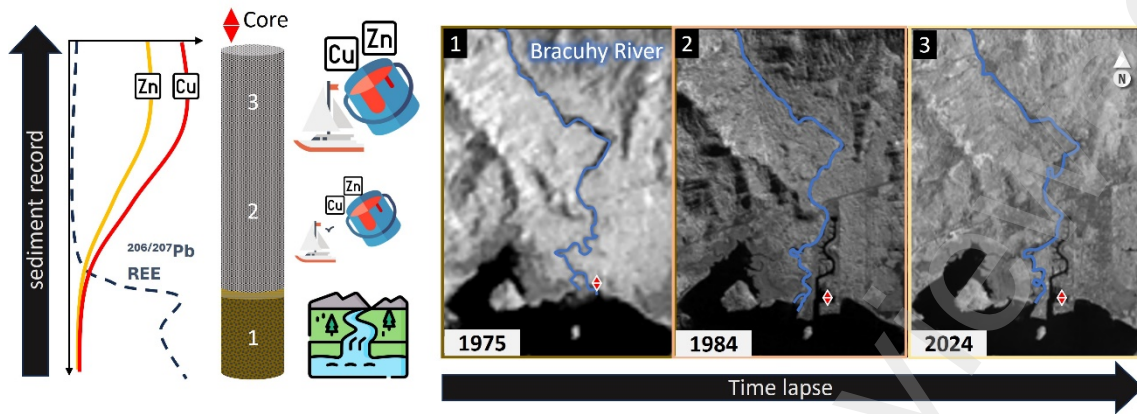 Core
sediment record
Zn
Cu
206/207Pb
REE
3
2
1
Cu
Zn
Cu
Zn
1
Bracuhy River
1975
2
1984
3
N
2024
Time lapse